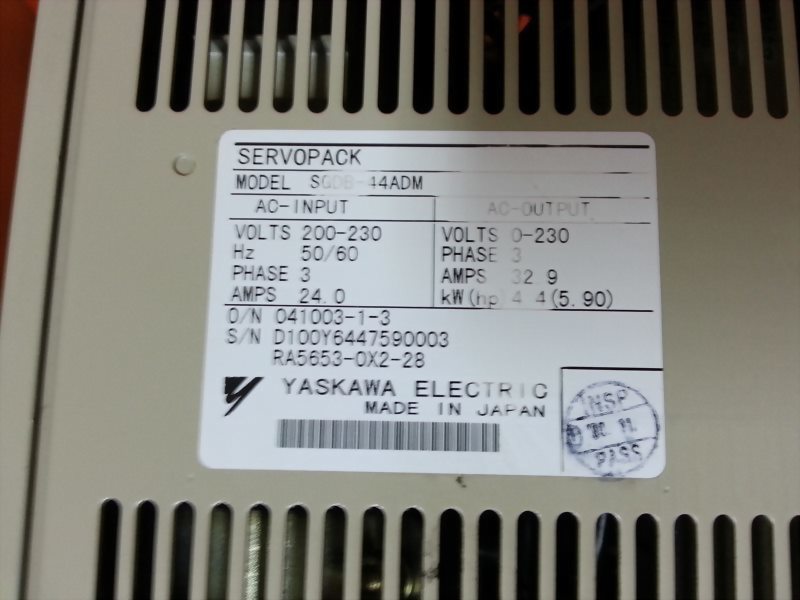 SERVOPACK
MODEL SGDB-44ADM
AC-INPUT AC-OUTPUT
VOLTS 200-230 VOLTS 0-230
Hz 50/60 PHASE 3
PHASE 3 AMPS 32.9
AMPS 24.0 kW(hp) 4.4(5.90)
O/N 041003-1-3
S/N D100Y6447590003
RA5653-0X2-28
YASKAWA ELECTRIC
MADE IN JAPAN
INSP
11
PASS